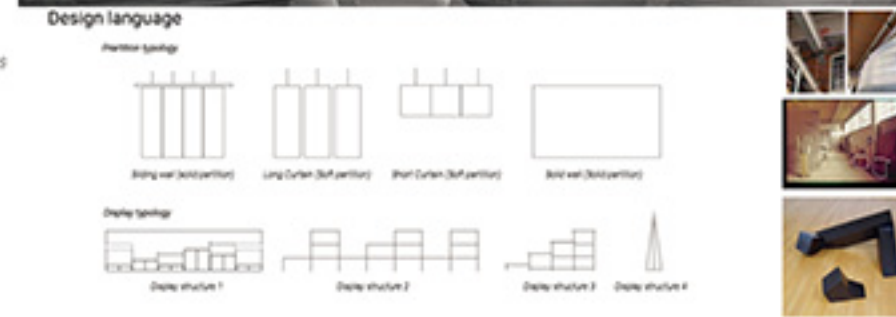 Design language
Partition typology
s
Sliding wall (solid partition)
Long Curtain (Soft partition)
Short Curtain (Soft partition)
Solid wall (Solid partition)
Display typology
Display structure 1
Display structure 2
Display structure 3
Display structure 4